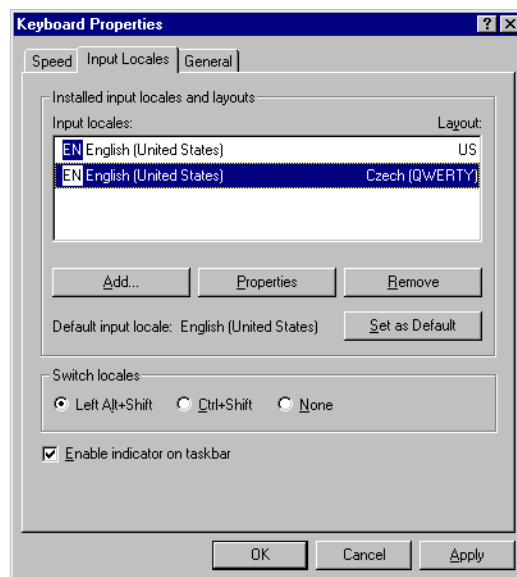 Keyboard Properties
Speed Input Locales General
Installed input locales and layouts
Input locales: Layout:
EN English (United States) US
EN English (United States) Czech (QWERTY)
Add... Properties Remove
Default input locale: English (United States) Set as Default
Switch locales
Left Alt+Shift Ctrl+Shift None
Enable indicator on taskbar
OK Cancel Apply